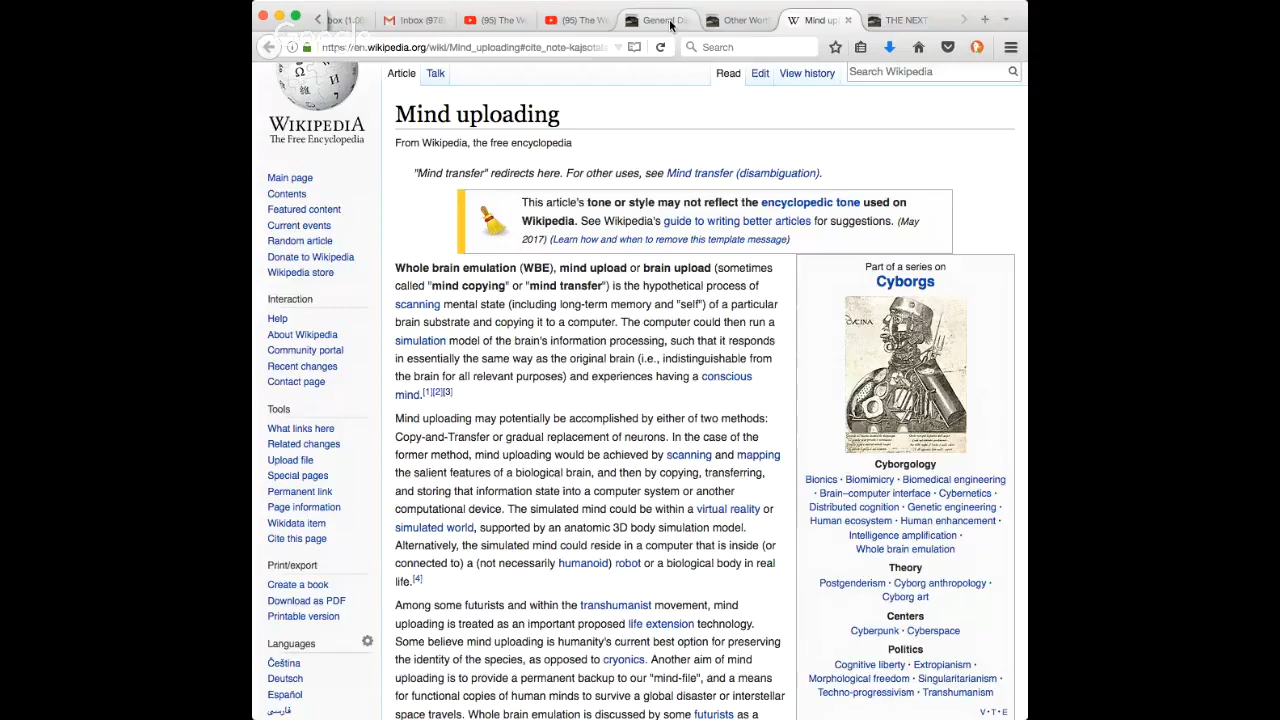 box (1.0
Inbox (978
(95) The W
(95) The W
General Di
Other Wor
Mind up
THE NEXT
Google
https://en.wikipedia.org/wiki/Mind_uploading#cite_note-kajsotala
Search
WIKIPEDIA
The Free Encyclopedia
Main page
Contents
Featured content
Current events
Random article
Donate to Wikipedia
Wikipedia store
Interaction
Help
About Wikipedia
Community portal
Recent changes
Contact page
Tools
What links here
Related changes
Upload file
Special pages
Permanent link
Page information
Wikidata item
Cite this page
Print/export
Create a book
Download as PDF
Printable version
Languages
Čeština
Deutsch
Español
فارسی
Article Talk
Read Edit View history
Search Wikipedia
Mind uploading
From Wikipedia, the free encyclopedia
"Mind transfer" redirects here. For other uses, see Mind transfer (disambiguation).
This article's tone or style may not reflect the encyclopedic tone used on
Wikipedia. See Wikipedia's guide to writing better articles for suggestions. (May
2017) (Learn how and when to remove this template message)
Whole brain emulation (WBE), mind upload or brain upload (sometimes
called "mind copying" or "mind transfer") is the hypothetical process of
scanning mental state (including long-term memory and "self") of a particular
brain substrate and copying it to a computer. The computer could then run a
simulation model of the brain's information processing, such that it responds
in essentially the same way as the original brain (i.e., indistinguishable from
the brain for all relevant purposes) and experiences having a conscious
mind.[1][2][3]
Mind uploading may potentially be accomplished by either of two methods:
Copy-and-Transfer or gradual replacement of neurons. In the case of the
former method, mind uploading would be achieved by scanning and mapping
the salient features of a biological brain, and then by copying, transferring,
and storing that information state into a computer system or another
computational device. The simulated mind could be within a virtual reality or
simulated world, supported by an anatomic 3D body simulation model.
Alternatively, the simulated mind could reside in a computer that is inside (or
connected to) a (not necessarily humanoid) robot or a biological body in real
life.[4]
Among some futurists and within the transhumanist movement, mind
uploading is treated as an important proposed life extension technology.
Some believe mind uploading is humanity's current best option for preserving
the identity of the species, as opposed to cryonics. Another aim of mind
uploading is to provide a permanent backup to our "mind-file", and a means
for functional copies of human minds to survive a global disaster or interstellar
space travels. Whole brain emulation is discussed by some futurists as a
Part of a series on
Cyborgs
Cyborgology
Bionics · Biomimicry · Biomedical engineering
· Brain–computer interface · Cybernetics ·
Distributed cognition · Genetic engineering ·
Human ecosystem · Human enhancement ·
Intelligence amplification ·
Whole brain emulation
Theory
Postgenderism · Cyborg anthropology ·
Cyborg art
Centers
Cyberpunk · Cyberspace
Politics
Cognitive liberty · Extropianism ·
Morphological freedom · Singularitarianism ·
Techno-progressivism · Transhumanism
V · T · E